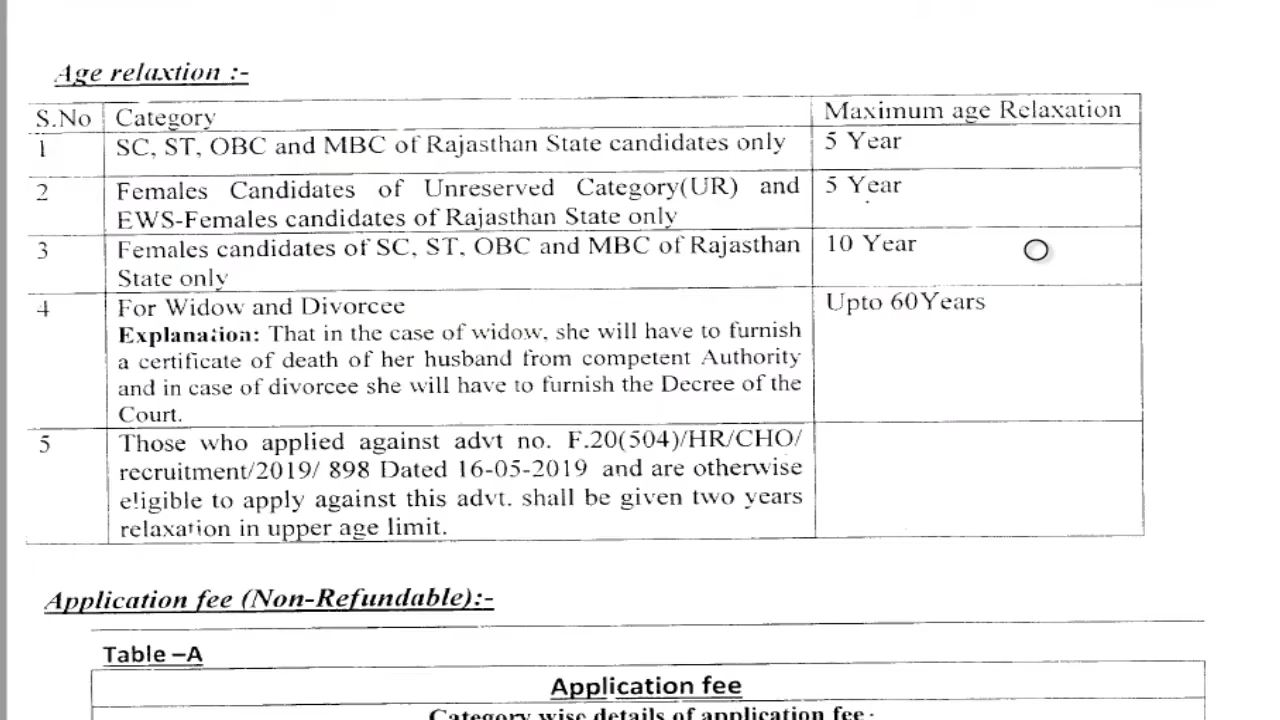 Age relaxtion :-
S.No Category Maximum age Relaxation
1 SC, ST, OBC and MBC of Rajasthan State candidates only 5 Year
2 Females Candidates of Unreserved Category(UR) and 5 Year
EWS-Females candidates of Rajasthan State only
3 Females candidates of SC, ST, OBC and MBC of Rajasthan 10 Year
State only
4 For Widow and Divorcee Upto 60Years
Explanation: That in the case of widow, she will have to furnish
a certificate of death of her husband from competent Authority
and in case of divorcee she will have to furnish the Decree of the
Court.
5 Those who applied against advt no. F.20(504)/HR/CHO/
recruitment/2019/ 898 Dated 16-05-2019 and are otherwise
eligible to apply against this advt. shall be given two years
relaxation in upper age limit.
Application fee (Non-Refundable):-
Table –A
Application fee
Category wise details of application fee: